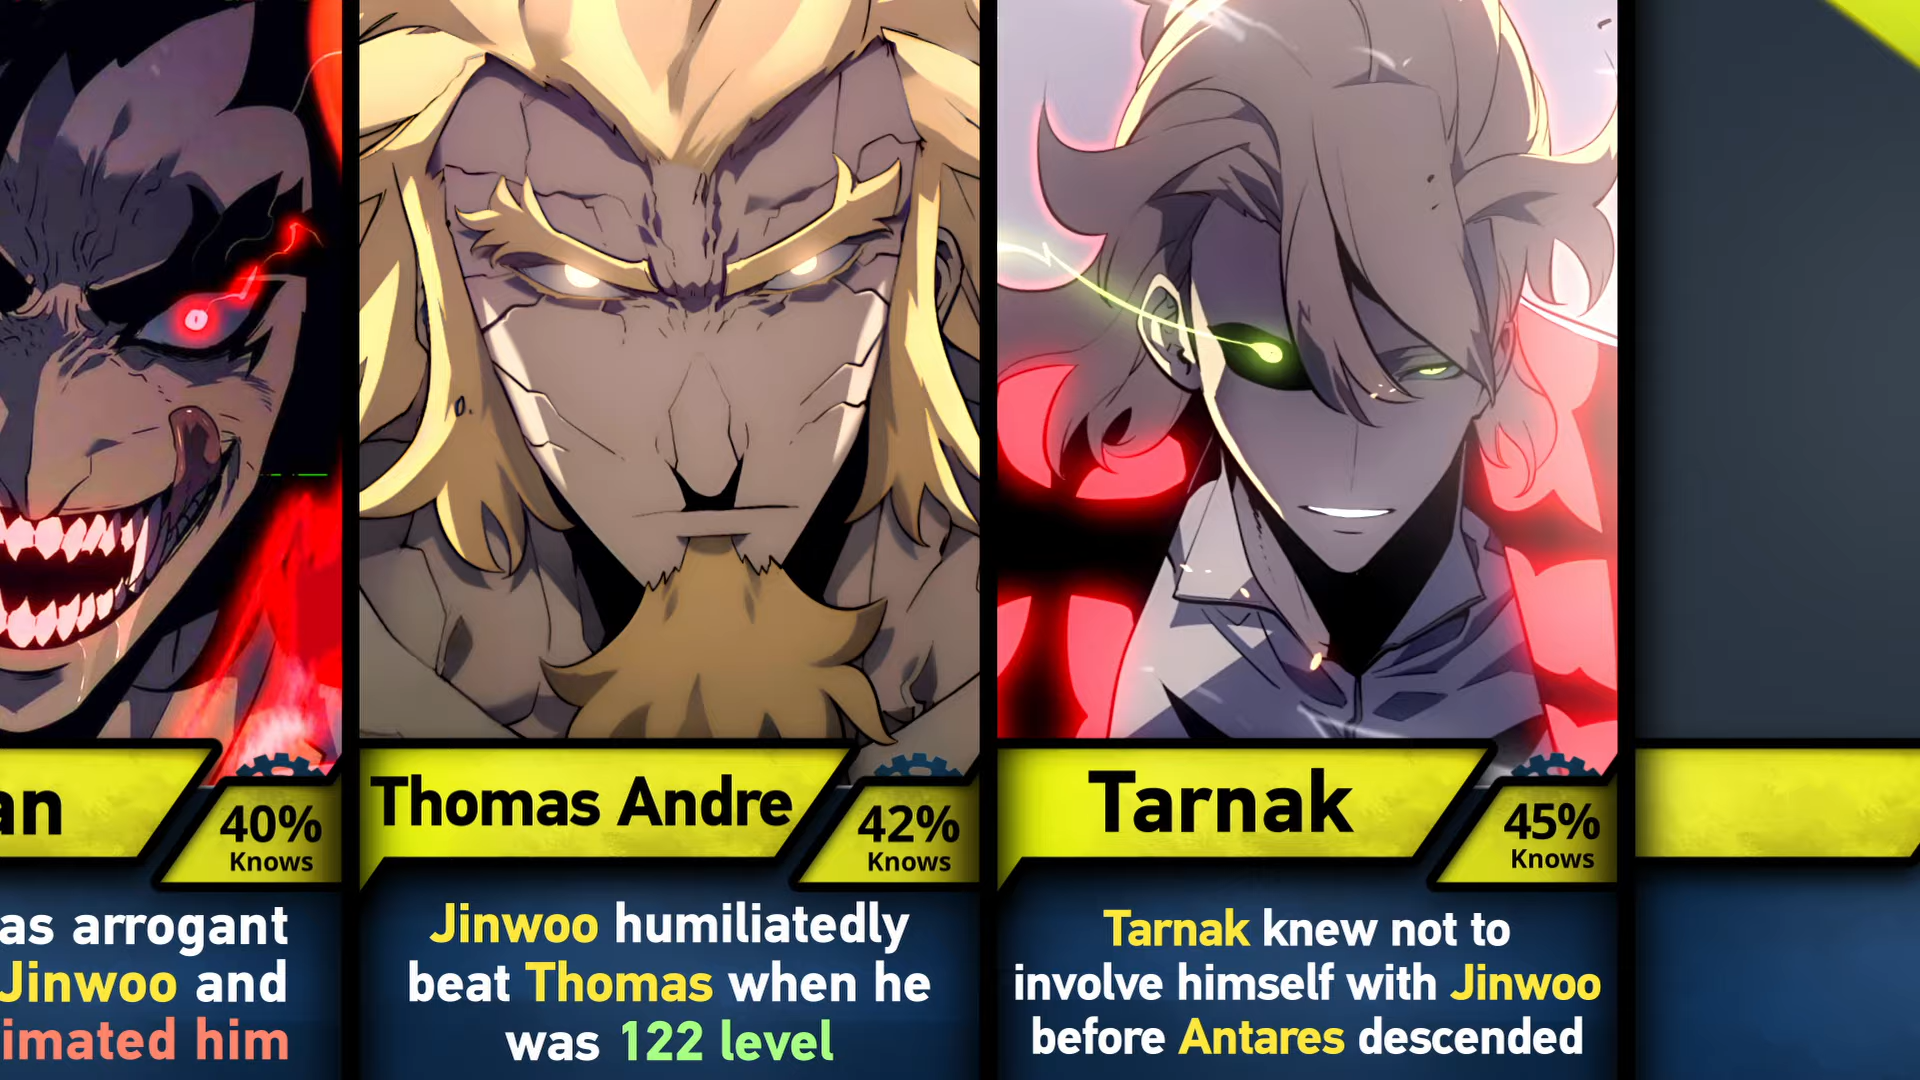 an
40%
Knows
as arrogant
Jinwoo and
imated him
Thomas Andre
42%
Knows
Jinwoo humiliatedly
beat Thomas when he
was 122 level
Tarnak
45%
Knows
Tarnak knew not to
involve himself with Jinwoo
before Antares descended